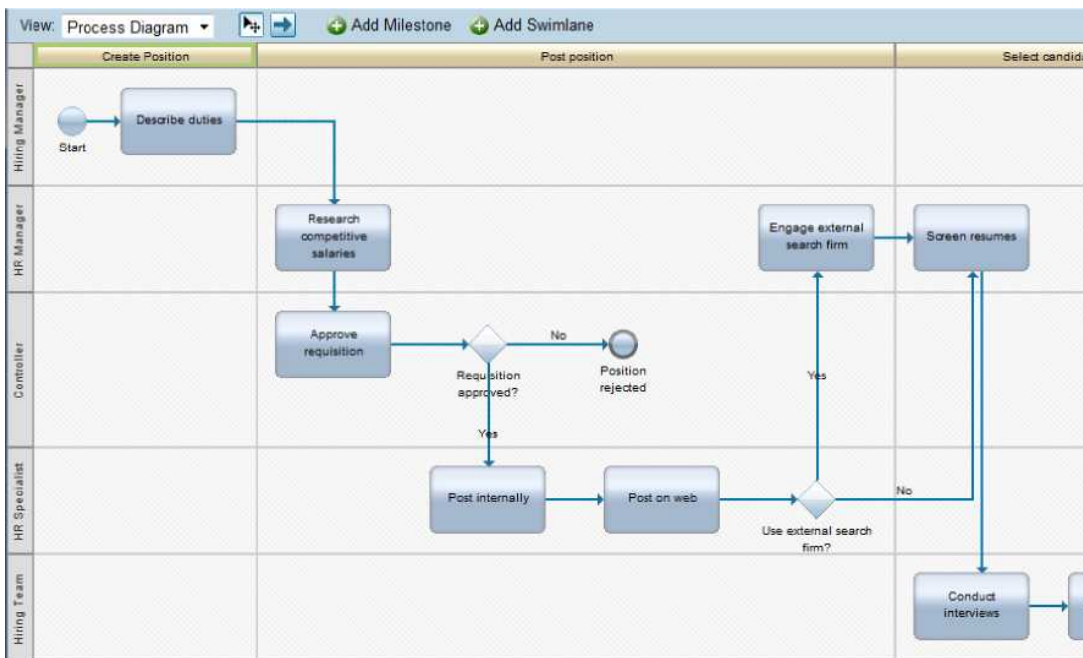 View: Process Diagram Add Milestone Add Swimlane
Create Position Post position Select candida
Hiring Manager
Start
Describe duties
HR Manager
Research
competitive
salaries
Engage external
search firm
Screen resumes
Controller
Approve
requisition
Requisition
approved?
No
Position
rejected
Yes
Yes
HR Specialist
Post internally
Post on web
Use external search
firm?
No
Hiring Team
Conduct
interviews